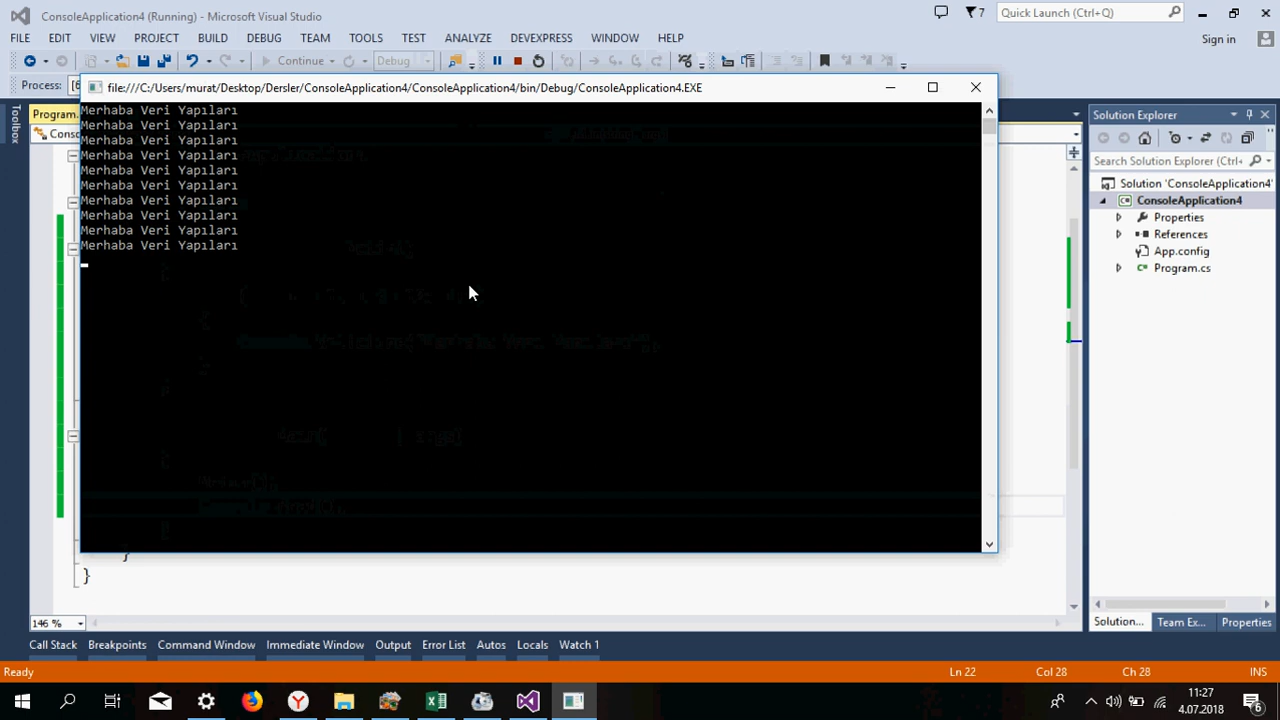 ConsoleApplication4 (Running) - Microsoft Visual Studio
7
Quick Launch (Ctrl+Q)
FILE EDIT VIEW PROJECT BUILD DEBUG TEAM TOOLS TEST ANALYZE DEVEXPRESS WINDOW HELP
Sign in
Continue
Debug
Process:
file:///C:/Users/murat/Desktop/Dersler/ConsoleApplication4/ConsoleApplication4/bin/Debug/ConsoleApplication4.EXE
Toolbox
Program.
Merhaba Veri Yapıları
Merhaba Veri Yapıları
Merhaba Veri Yapıları
Merhaba Veri Yapıları
Merhaba Veri Yapıları
Merhaba Veri Yapıları
Merhaba Veri Yapıları
Merhaba Veri Yapıları
Merhaba Veri Yapıları
Merhaba Veri Yapıları
}
}
Solution Explorer
Search Solution Explorer (Ctrl+
Solution 'ConsoleApplication4'
ConsoleApplication4
Properties
References
App.config
Program.cs
146 %
Solution... Team Ex... Properties
Call Stack Breakpoints Command Window Immediate Window Output Error List Autos Locals Watch 1
Ready Ln 22 Col 28 Ch 28 INS
11:27
4.07.2018
6